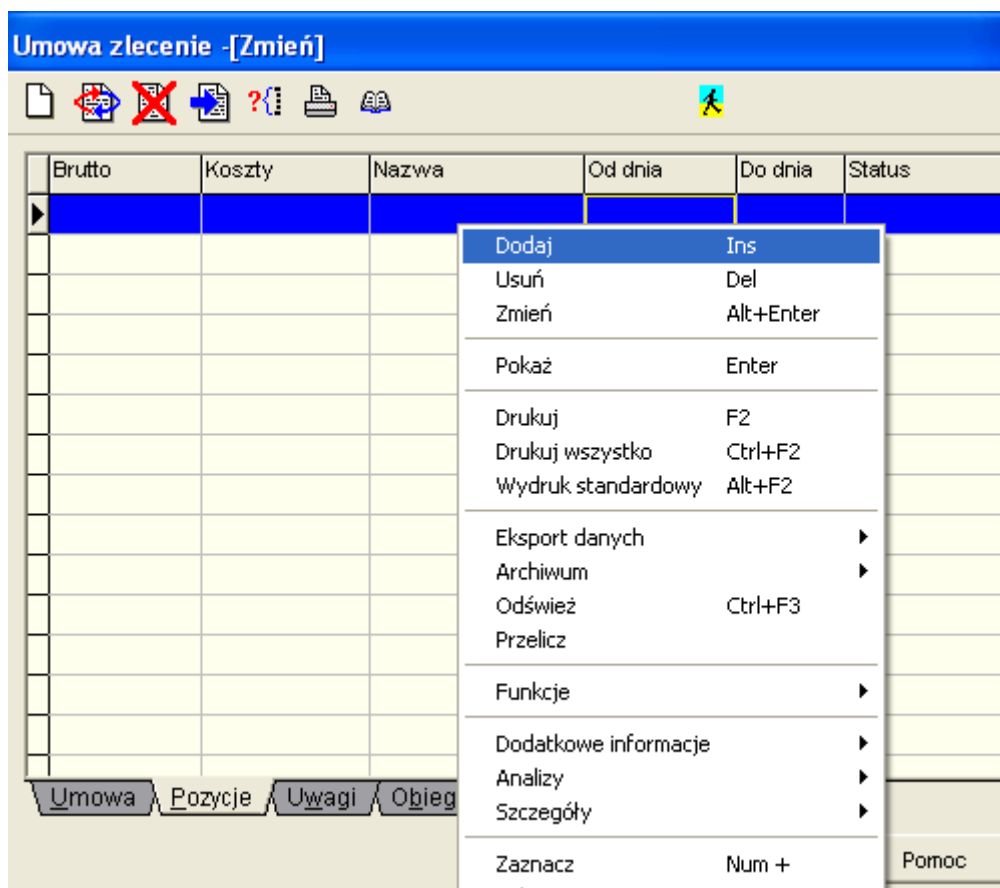 Umowa zlecenie -[Zmień]
?{
Brutto Koszty Nazwa Od dnia Do dnia Status
Dodaj Ins
Usuń Del
Zmień Alt+Enter
Pokaż Enter
Drukuj F2
Drukuj wszystko Ctrl+F2
Wydruk standardowy Alt+F2
Eksport danych
Archiwum
Odśwież Ctrl+F3
Przelicz
Funkcje
Dodatkowe informacje
Analizy
Szczegóły
Zaznacz Num +
Umowa Pozycje Uwagi Obieg
Pomoc